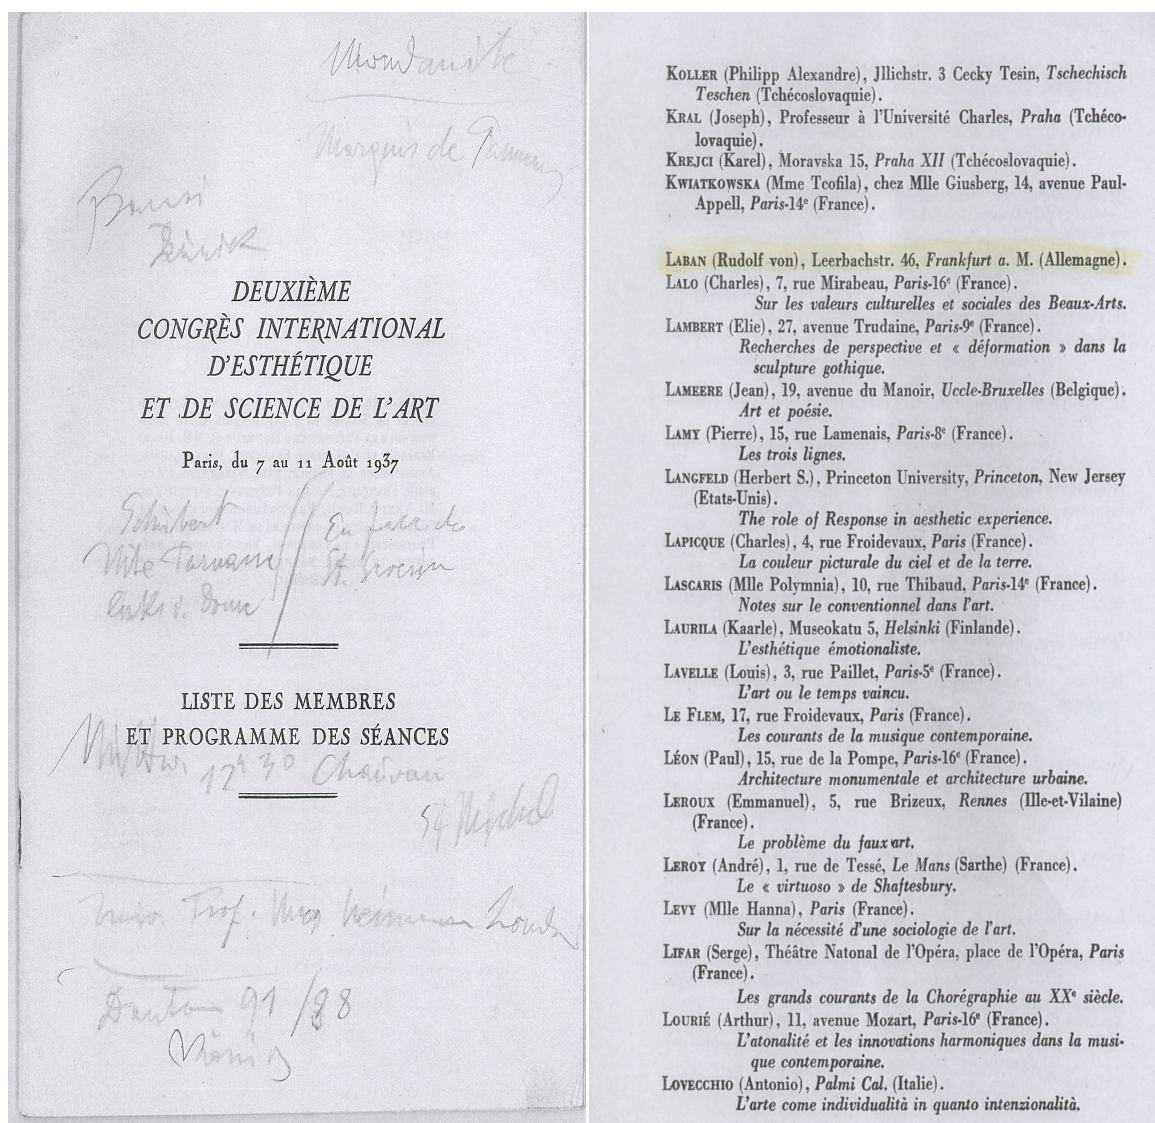 Mondanité
Marquis de
DEUXIÈME
CONGRÈS INTERNATIONAL
D'ESTHÉTIQUE
ET DE SCIENCE DE L'ART
Paris, du 7 au 11 Août 1937
Schubert
En face de
St.
LISTE DES MEMBRES
ET PROGRAMME DES SÉANCES
12h 30
St
Prof.
Danton 91 / 88
KOLLER (Philipp Alexandre), Jllichstr. 3 Cecky Tesin, Tschechisch
Teschen (Tchécoslovaquie).
KRAL (Joseph), Professeur à l'Université Charles, Praha (Tchéco-
lovaquie).
KREJCI (Karel), Moravska 15, Praha XII (Tchécoslovaquie).
KWIATKOWSKA (Mme Tcofila), chez Mlle Giusberg, 14, avenue Paul-
Appell, Paris-14e (France).
LABAN (Rudolf von), Leerbachstr. 46, Frankfurt a. M. (Allemagne).
LALO (Charles), 7, rue Mirabeau, Paris-16e (France).
Sur les valeurs culturelles et sociales des Beaux-Arts.
LAMBERT (Elie), 27, avenue Trudaine, Paris-9e (France).
Recherches de perspective et « déformation » dans la
sculpture gothique.
LAMEERE (Jean), 19, avenue du Manoir, Uccle-Bruxelles (Belgique).
Art et poésie.
LAMY (Pierre), 15, rue Lamenais, Paris-8e (France).
Les trois lignes.
LANGFELD (Herbert S.), Princeton University, Princeton, New Jersey
(Etats-Unis).
The role of Response in aesthetic experience.
LAPICQUE (Charles), 4, rue Froidevaux, Paris (France).
La couleur picturale du ciel et de la terre.
LASCARIS (Mlle Polymnia), 10, rue Thibaud, Paris-14e (France).
Notes sur le conventionnel dans l'art.
LAURILA (Kaarle), Museokatu 5, Helsinki (Finlande).
L'esthétique émotionaliste.
LAVELLE (Louis), 3, rue Paillet, Paris-5e (France).
L'art ou le temps vaincu.
LE FLEM, 17, rue Froidevaux, Paris (France).
Les courants de la musique contemporaine.
LÉON (Paul), 15, rue de la Pompe, Paris-16e (France).
Architecture monumentale et architecture urbaine.
LEROUX (Emmanuel), 5, rue Brizeux, Rennes (Ille-et-Vilaine)
(France).
Le problème du faux art.
LEROY (André), 1, rue de Tessé, Le Mans (Sarthe) (France).
Le « virtuoso » de Shaftesbury.
LEVY (Mlle Hanna), Paris (France).
Sur la nécessité d'une sociologie de l'art.
LIFAR (Serge), Théâtre Natonal de l'Opéra, place de l'Opéra, Paris
(France).
Les grands courants de la Chorégraphie au XXe siècle.
LOURIÉ (Arthur), 11, avenue Mozart, Paris-16e (France).
L'atonalité et les innovations harmoniques dans la musi-
que contemporaine.
LOVECCHIO (Antonio), Palmi Cal. (Italie).
L'arte come individualità in quanto intenzionalità.